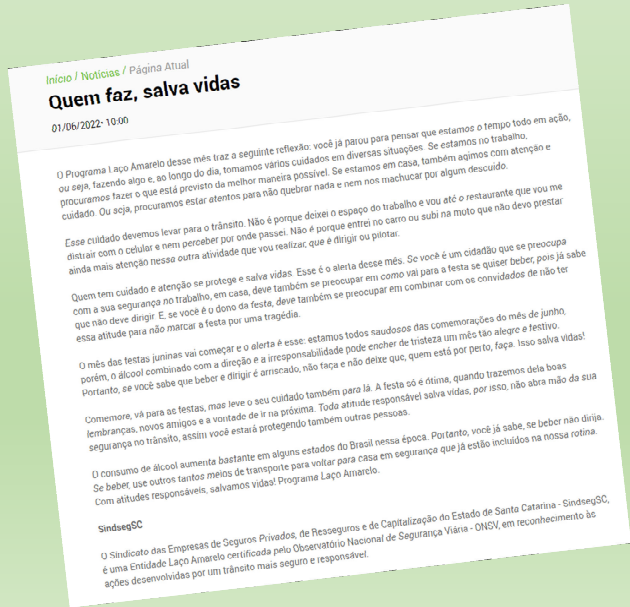 Início / Notícias / Página Atual
Quem faz, salva vidas
01/06/2022- 10:00
O Programa Laço Amarelo desse mês traz a seguinte reflexão: você já parou para pensar que estamos o tempo todo em ação,
ou seja, fazendo algo e, ao longo do dia, tomamos vários cuidados em diversas situações. Se estamos no trabalho,
procuramos fazer o que está previsto da melhor maneira possível. Se estamos em casa, também agimos com atenção e
cuidado. Ou seja, procuramos estar atentos para não quebrar nada e nem nos machucar por algum descuido.
Esse cuidado devemos levar para o trânsito. Não é porque deixei o espaço do trabalho e vou até o restaurante que vou me
distrair com o celular e nem perceber por onde passei. Não é porque entrei no carro ou subi na moto que não devo prestar
ainda mais atenção nessa outra atividade que vou realizar, que é dirigir ou pilotar.
Quem tem cuidado e atenção se protege e salva vidas. Esse é o alerta desse mês. Se você é um cidadão que se preocupa
com a sua segurança no trabalho, em casa, deve também se preocupar em como vai para a festa se quiser beber, pois já sabe
que não deve dirigir. E, se você é o dono da festa, deve também se preocupar em combinar com os convidados de não ter
essa atitude para não marcar a festa por uma tragédia.
O mês das festas juninas vai começar e o alerta é esse: estamos todos saudosos das comemorações do mês de junho,
porém, o álcool combinado com a direção e a irresponsabilidade pode encher de tristeza um mês tão alegre e festivo.
Portanto, se você sabe que beber e dirigir é arriscado, não faça e não deixe que, quem está por perto, faça. Isso salva vidas!
Comemore, vá para as festas, mas leve o seu cuidado também para lá. A festa só é ótima, quando trazemos dela boas
lembranças, novos amigos e a vontade de ir na próxima. Toda atitude responsável salva vidas, por isso, não abra mão da sua
segurança no trânsito, assim você estará protegendo também outras pessoas.
O consumo de álcool aumenta bastante em alguns estados do Brasil nessa época. Portanto, você já sabe, se beber não dirija.
Se beber, use outros tantos meios de transporte para voltar para casa em segurança que já estão incluídos na nossa rotina.
Com atitudes responsáveis, salvamos vidas! Programa Laço Amarelo.
SindsegSC
O Sindicato das Empresas de Seguros Privados, de Resseguros e de Capitalização do Estado de Santa Catarina - SindsegSC,
é uma Entidade Laço Amarelo certificada pelo Observatório Nacional de Segurança Viária - ONSV, em reconhecimento às
ações desenvolvidas por um trânsito mais seguro e responsável.